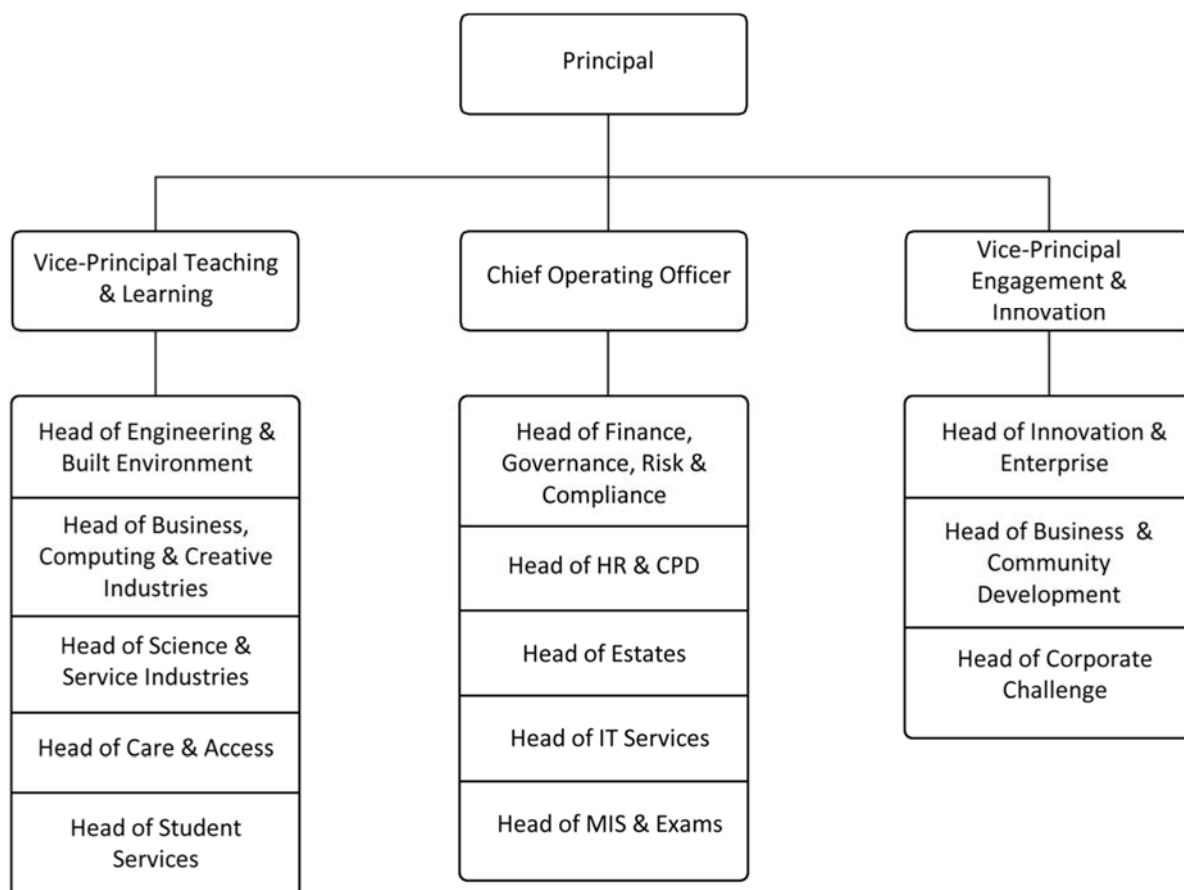 Principal
Vice-Principal Teaching
& Learning
Chief Operating Officer
Vice-Principal
Engagement &
Innovation
Head of Engineering &
Built Environment
Head of Business,
Computing & Creative
Industries
Head of Science &
Service Industries
Head of Care & Access
Head of Student
Services
Head of Finance,
Governance, Risk &
Compliance
Head of HR & CPD
Head of Estates
Head of IT Services
Head of MIS & Exams
Head of Innovation &
Enterprise
Head of Business & 
Community
Development
Head of Corporate
Challenge